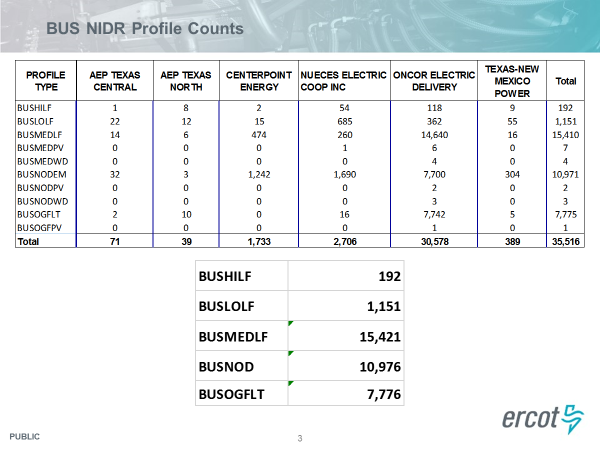 BUS NIDR Profile Counts
PROFILE TYPE AEP TEXAS CENTRAL AEP TEXAS NORTH CENTERPOINT ENERGY NUECES ELECTRIC COOP INC ONCOR ELECTRIC DELIVERY TEXAS-NEW MEXICO POWER Total
BUSHILF 1 8 2 54 118 9 192
BUSLOLF 22 12 15 685 362 55 1,151
BUSMEDLF 14 6 474 260 14,640 16 15,410
BUSMEDPV 0 0 0 1 6 0 7
BUSMEDWD 0 0 0 0 4 0 4
BUSNODEM 32 3 1,242 1,690 7,700 304 10,971
BUSNODPV 0 0 0 0 2 0 2
BUSNODWD 0 0 0 0 3 0 3
BUSOGFLT 2 10 0 16 7,742 5 7,775
BUSOGFPV 0 0 0 0 1 0 1
Total 71 39 1,733 2,706 30,578 389 35,516
BUSHILF 192
BUSLOLF 1,151
BUSMEDLF 15,421
BUSNOD 10,976
BUSOGFLT 7,776
ercot
PUBLIC
3